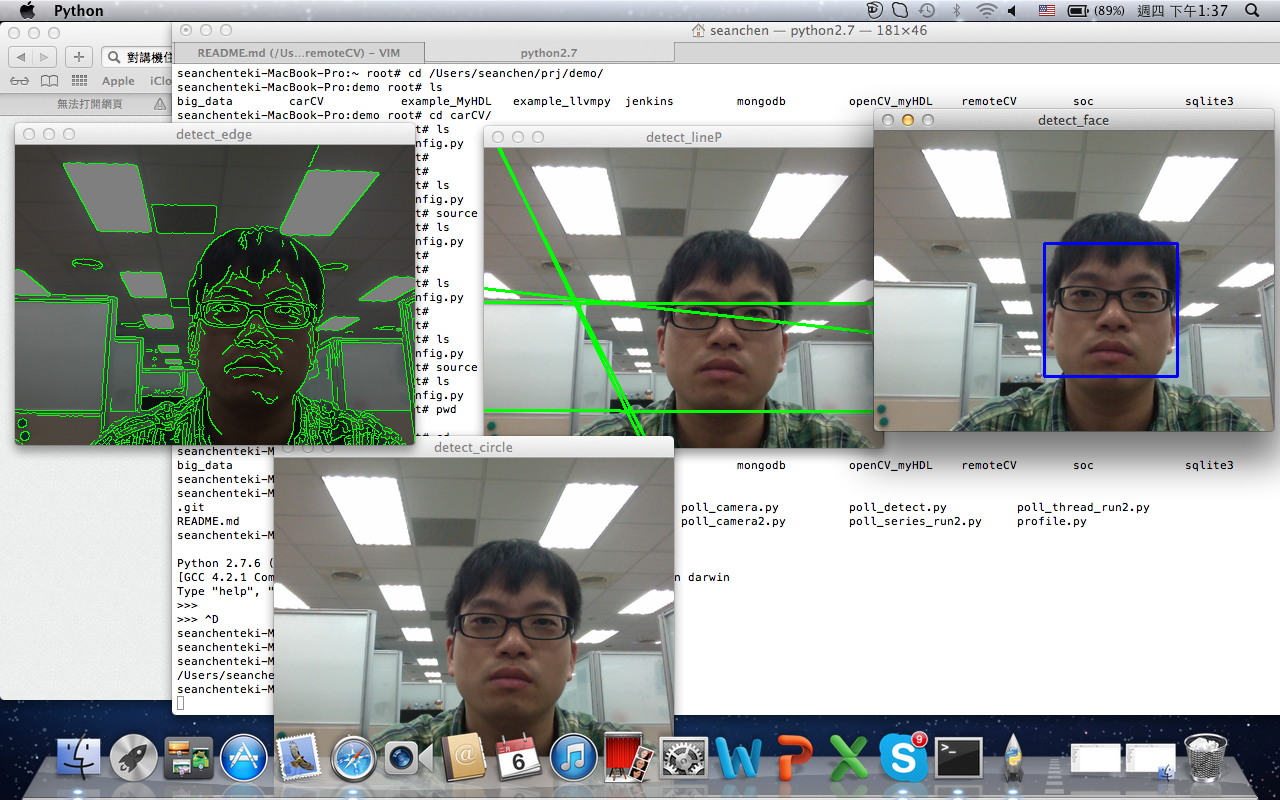 Python
(89%) 週四 下午1:37
seanchen — python2.7 — 181×46
README.md (/Us...remoteCV) – VIM
python2.7
對講機住
Apple
iClo
無法打開網頁
seanchenteki-MacBook-Pro:~ root# cd /Users/seanchen/prj/demo/
seanchenteki-MacBook-Pro:demo root# ls
big_data carCV example_MyHDL example_llvmpy jenkins mongodb openCV_myHDL remoteCV soc sqlite3
seanchenteki-MacBook-Pro:demo root# cd carCV/
detect_edge
detect_lineP
detect_face
t# ls
nfig.py
t#
t#
t# ls
nfig.py
t# source
t# ls
nfig.py
t#
t#
t# ls
nfig.py
t#
t#
t# ls
nfig.py
t# source
t# ls
nfig.py
t# pwd
detect_circle
seanchenteki-M
big_data mongodb openCV_myHDL remoteCV soc sqlite3
seanchenteki-M
seanchenteki-M
.git poll_camera.py poll_detect.py poll_thread_run2.py
README.md poll_camera2.py poll_series_run2.py profile.py
seanchenteki-M
Python 2.7.6 (
[GCC 4.2.1 Com n darwin
Type "help", "
>>>
>>> ^D
seanchenteki-M
seanchenteki-M
seanchenteki-M
/Users/seanche
seanchenteki-M
6
9